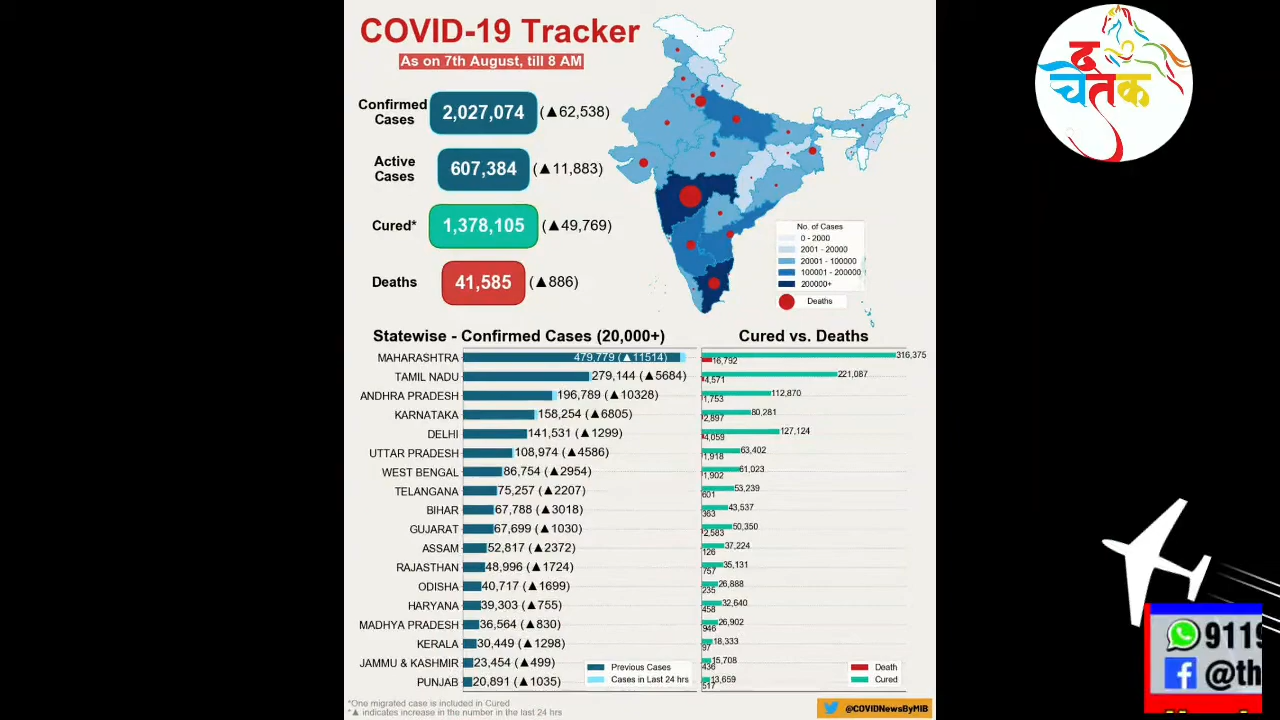 COVID-19 Tracker
As on 7th August, till 8 AM
Confirmed Cases 2,027,074 (▲62,538)
Active Cases 607,384 (▲11,883)
Cured* 1,378,105 (▲49,769)
Deaths 41,585 (▲886)
No. of Cases
0 - 2000
2001 - 20000
20001 - 100000
100001 - 200000
200000+
Deaths
द
चेतक
Statewise - Confirmed Cases (20,000+)
MAHARASHTRA 479,779 (▲11514)
TAMIL NADU 279,144 (▲5684)
ANDHRA PRADESH 196,789 (▲10328)
KARNATAKA 158,254 (▲6805)
DELHI 141,531 (▲1299)
UTTAR PRADESH 108,974 (▲4586)
WEST BENGAL 86,754 (▲2954)
TELANGANA 75,257 (▲2207)
BIHAR 67,788 (▲3018)
GUJARAT 67,699 (▲1030)
ASSAM 52,817 (▲2372)
RAJASTHAN 48,996 (▲1724)
ODISHA 40,717 (▲1699)
HARYANA 39,303 (▲755)
MADHYA PRADESH 36,564 (▲830)
KERALA 30,449 (▲1298)
JAMMU & KASHMIR 23,454 (▲499)
PUNJAB 20,891 (▲1035)
Previous Cases
Cases in Last 24 hrs
Cured vs. Deaths
316,375
16,792
221,087
4,571
112,870
1,753
80,281
2,897
127,124
4,059
63,402
1,918
61,023
1,902
53,239
601
43,537
363
50,350
2,583
37,224
126
35,131
757
26,888
235
32,640
458
26,902
946
18,333
97
15,708
436
13,659
517
Death
Cured
*One migrated case is included in Cured
*▲ indicates increase in the number in the last 24 hrs
@COVIDNewsByMIB
9119
@th